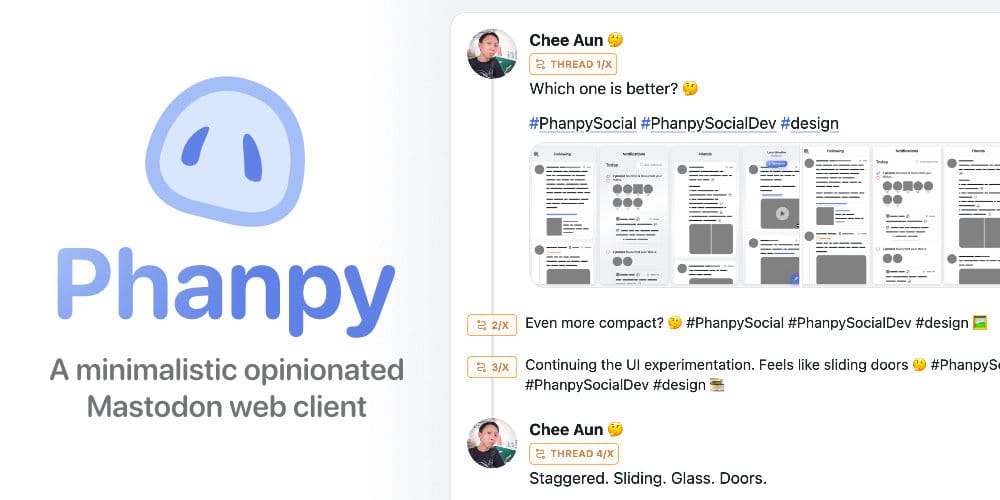 Phanpy
A minimalistic opinionated
Mastodon web client
Chee Aun 🤔
THREAD 1/X
Which one is better? 🤔
#PhanpySocial #PhanpySocialDev #design
Following
Notifications
Friends
Following
Notifications
Friends
Today
Today
2/X
Even more compact? 🤔 #PhanpySocial #PhanpySocialDev #design 🖼️
3/X
Continuing the UI experimentation. Feels like sliding doors 🤔 #PhanpySo
#PhanpySocialDev #design
Chee Aun 🤔
THREAD 4/X
Staggered. Sliding. Glass. Doors.